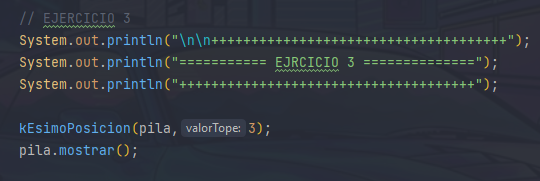 // EJERCICIO 3
System.out.println("\n\n+++++++++++++++++++++++++++++++++++");
System.out.println("=========== EJRCICIO 3 ==============");
System.out.println("+++++++++++++++++++++++++++++++++++");
kEsimoPosicion(pila, valorTope: 3);
pila.mostrar();